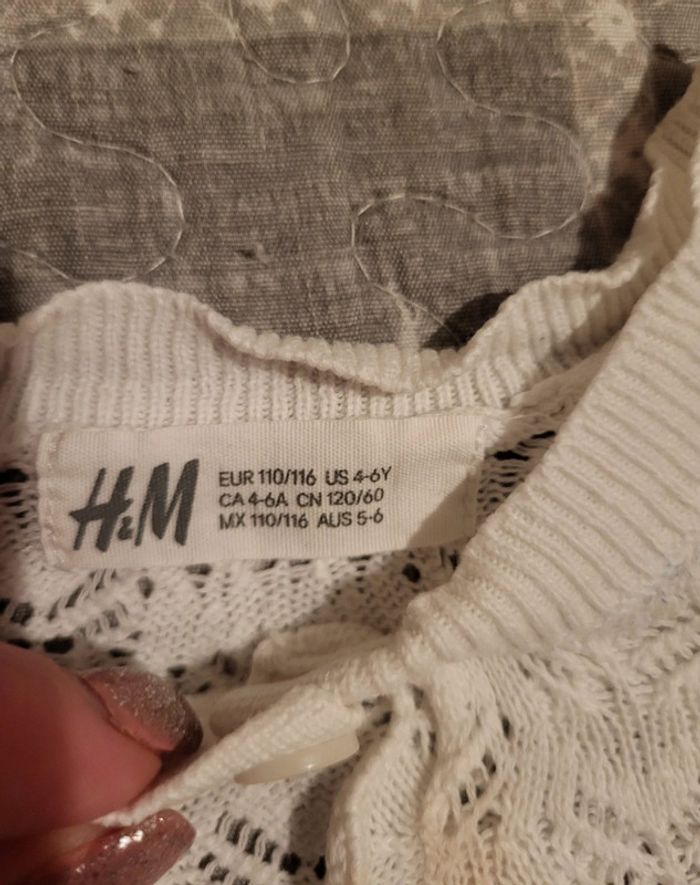 H&M
EUR 110/116 US 4-6Y
CA 4-6A CN 120/60
MX 110/116 AUS 5-6